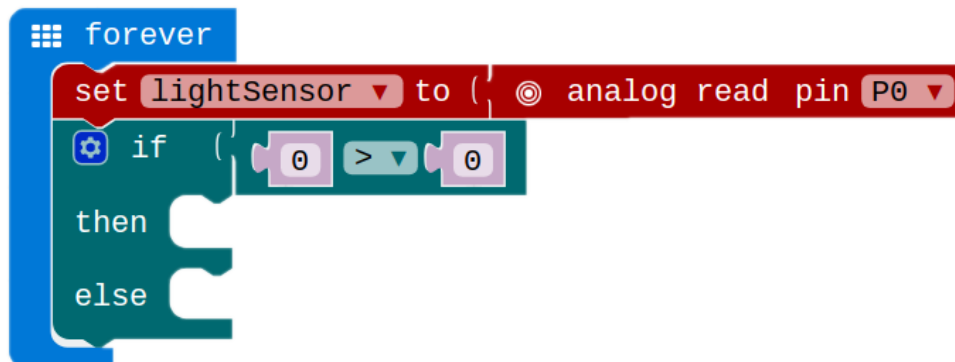 forever
set lightSensor ▼ to analog read pin P0 ▼
if 0 > ▼ 0
then
else